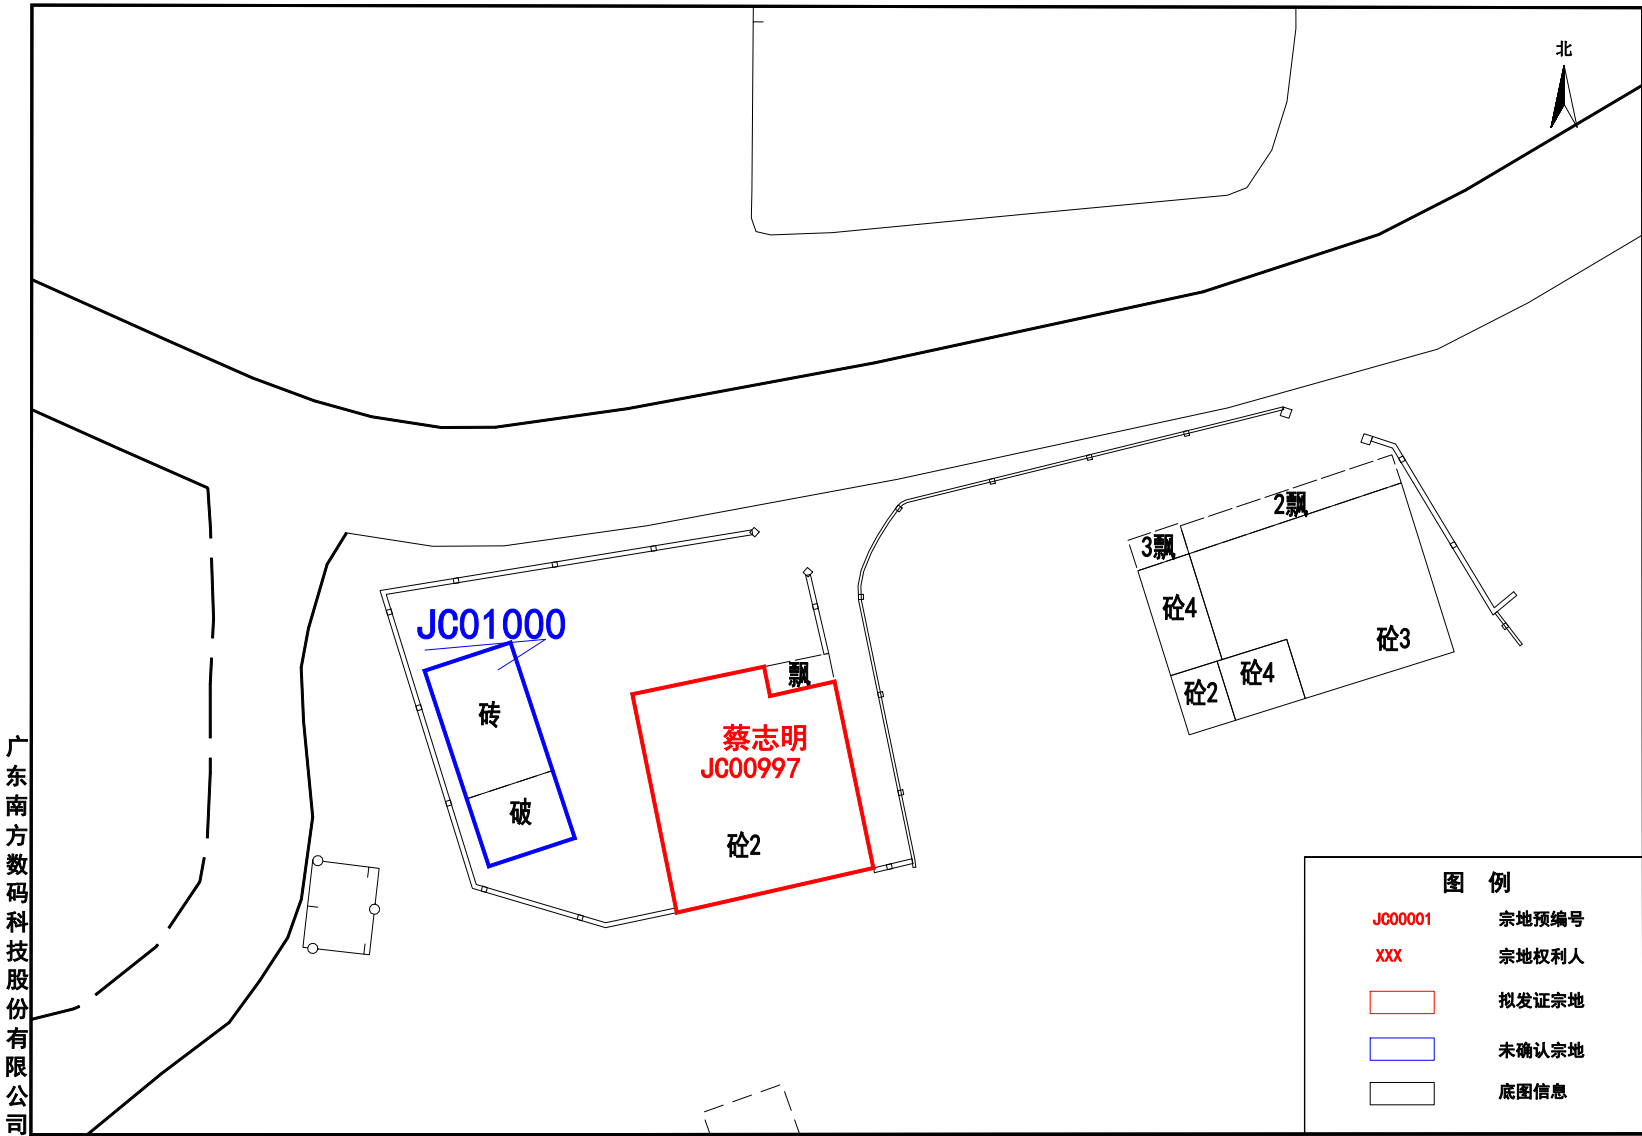 北
2飘
3飘
砼4
砼3
砼4
砼2
JC01000
砖
破
飘
蔡志明
JC00997
砼2
广东南方数码科技股份有限公司
图 例
JC00001 宗地预编号
XXX 宗地权利人
拟发证宗地
未确认宗地
底图信息